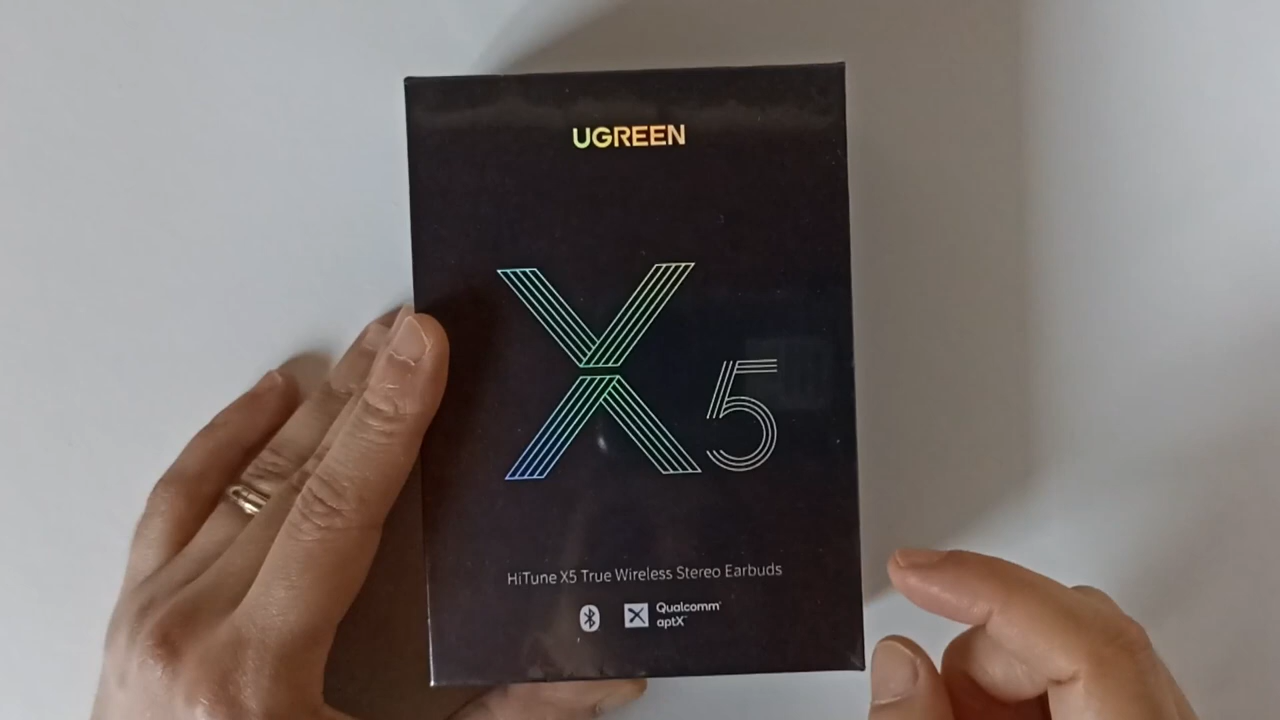 UGREEN
X5
HiTune X5 True Wireless Stereo Earbuds
Qualcomm
aptX